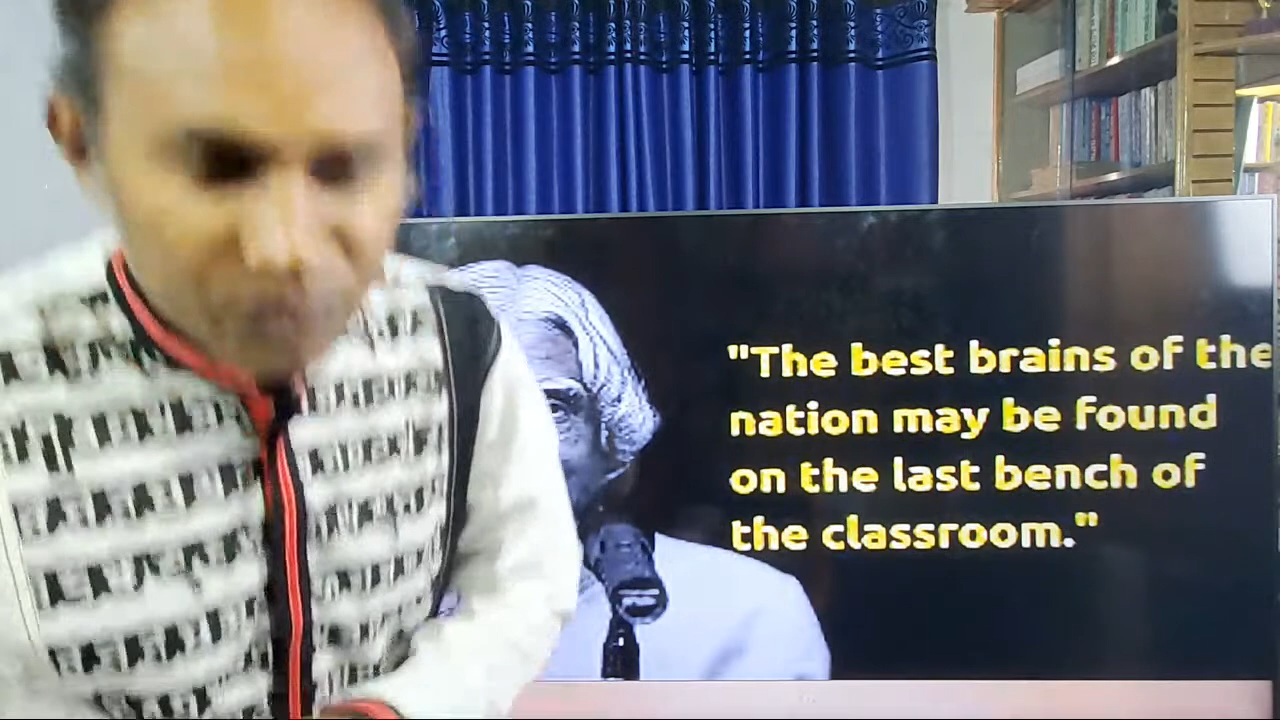 "The best brains of the
nation may be found
on the last bench of
the classroom."